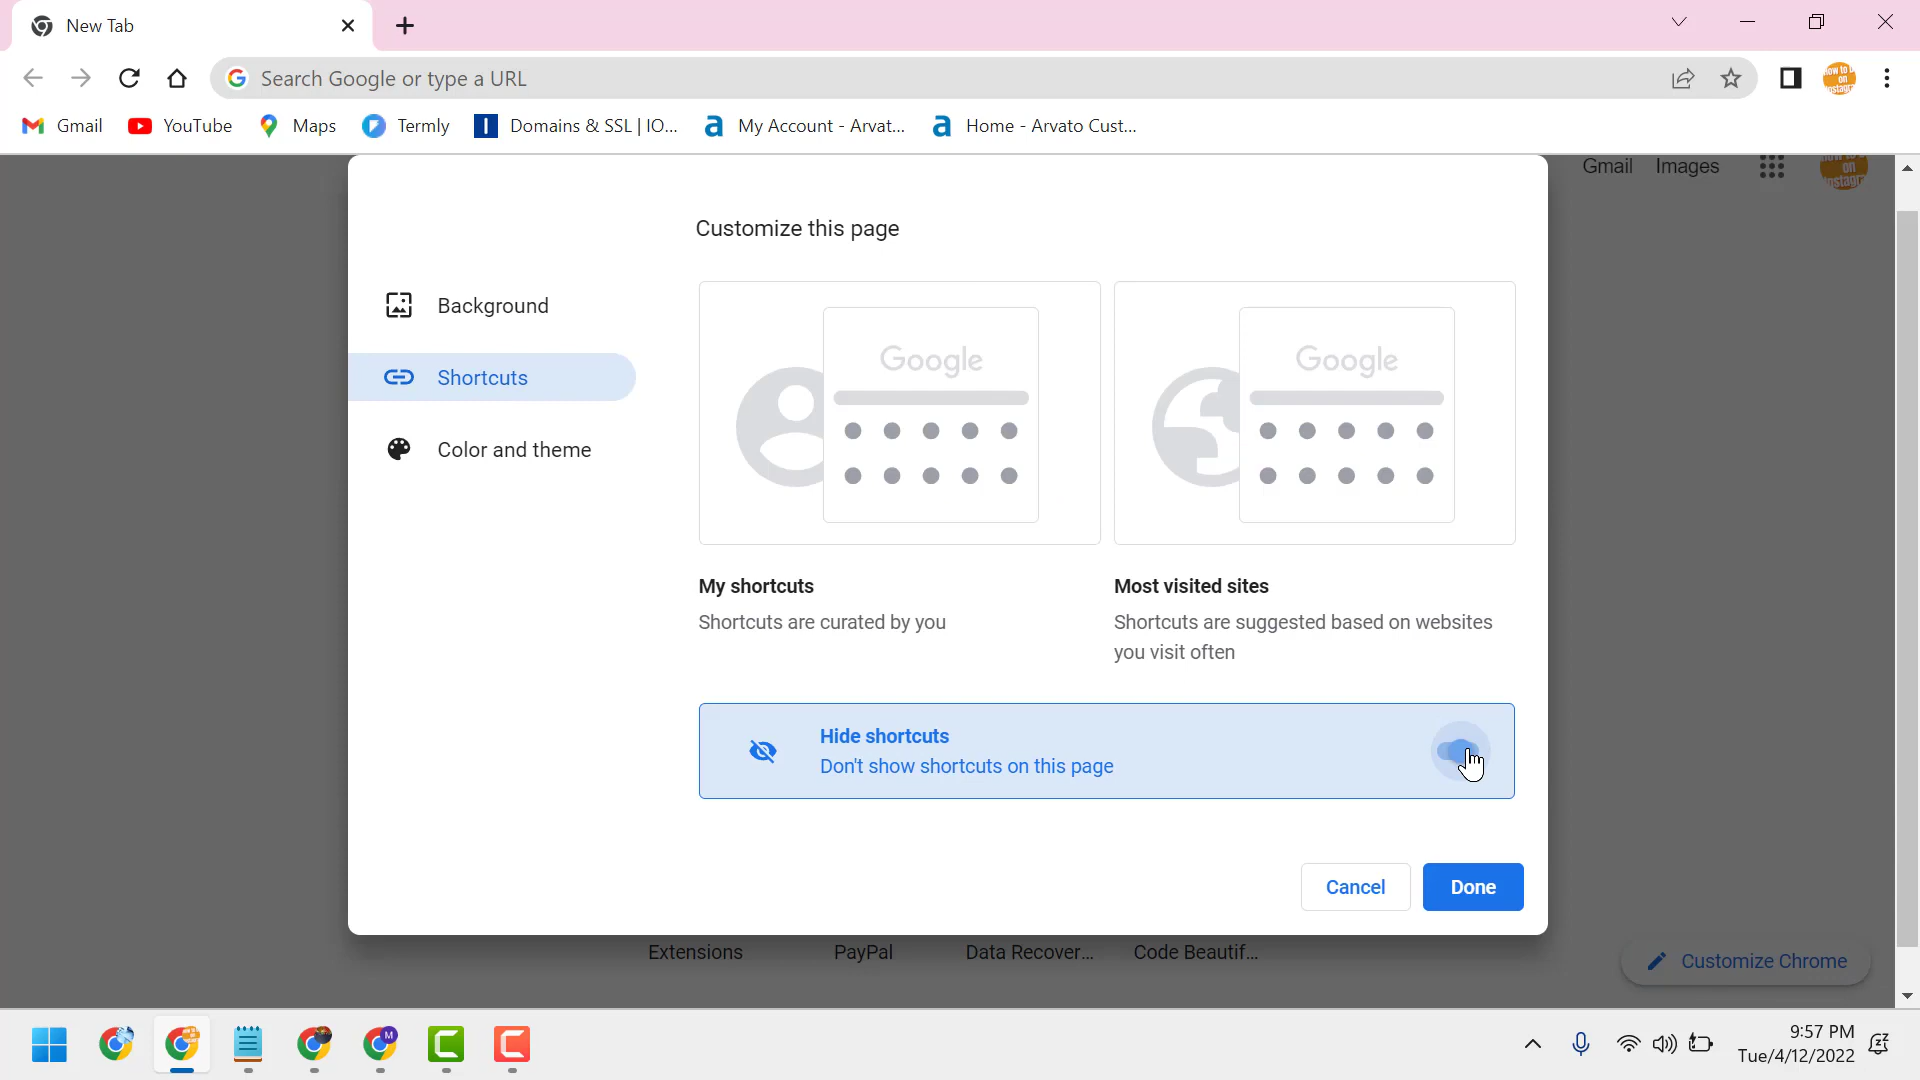 New Tab
Search Google or type a URL
Gmail
YouTube
Maps
Termly
Domains & SSL | IO...
My Account - Arvat...
Home - Arvato Cust...
Gmail
Images
Customize this page
Background
Shortcuts
Color and theme
Google
Google
My shortcuts
Shortcuts are curated by you
Most visited sites
Shortcuts are suggested based on websites
you visit often
Hide shortcuts
Don't show shortcuts on this page
Cancel
Done
Extensions
PayPal
Data Recover...
Code Beautif...
Customize Chrome
M
9:57 PM
Tue/4/12/2022